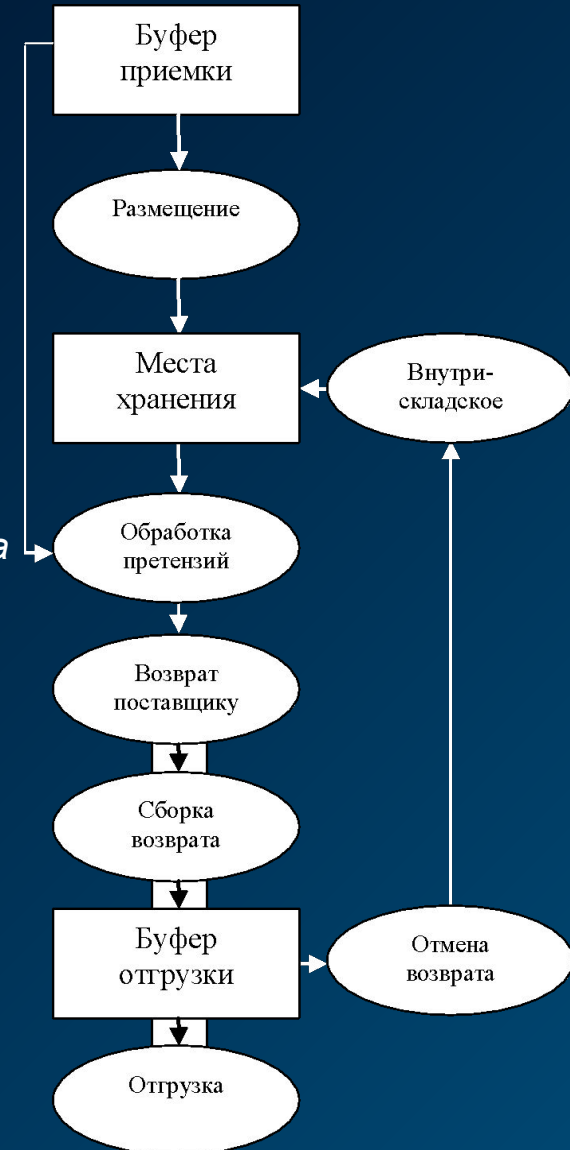 Буфер
приемки
Размещение
Места
хранения
Внутри-
складское
Обработка
претензий
а
Возврат
поставщику
Сборка
возврата
Буфер
отгрузки
Отмена
возврата
Отгрузка